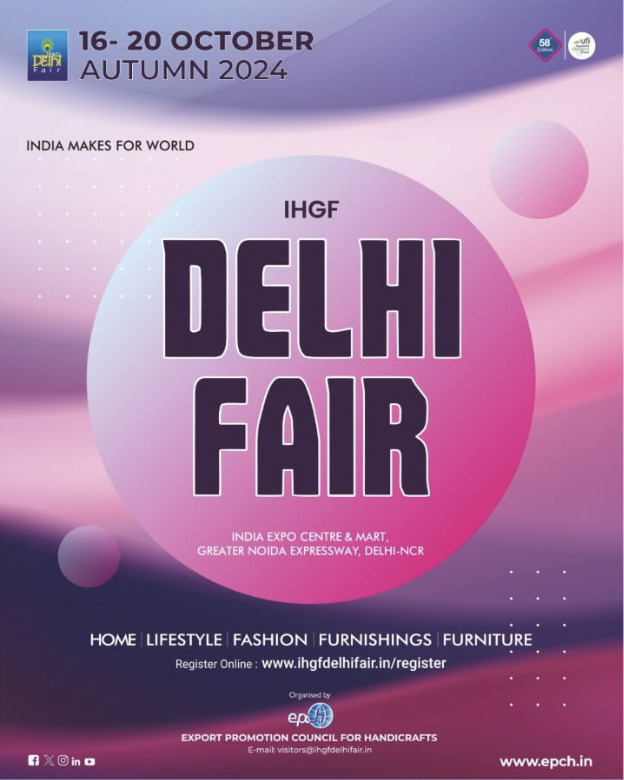 DELHI
Fair
16- 20 OCTOBER
AUTUMN 2024
58
Edition
ufi
INDIA MAKES FOR WORLD
IHGF
DELHI
FAIR
INDIA EXPO CENTRE & MART,
GREATER NOIDA EXPRESSWAY, DELHI-NCR
HOME | LIFESTYLE | FASHION | FURNISHINGS | FURNITURE
Register Online : www.ihgfdelhifair.in/register
Organised by
epch
EXPORT PROMOTION COUNCIL FOR HANDICRAFTS
E-mail: visitors@ihgfdelhifair.in
www.epch.in